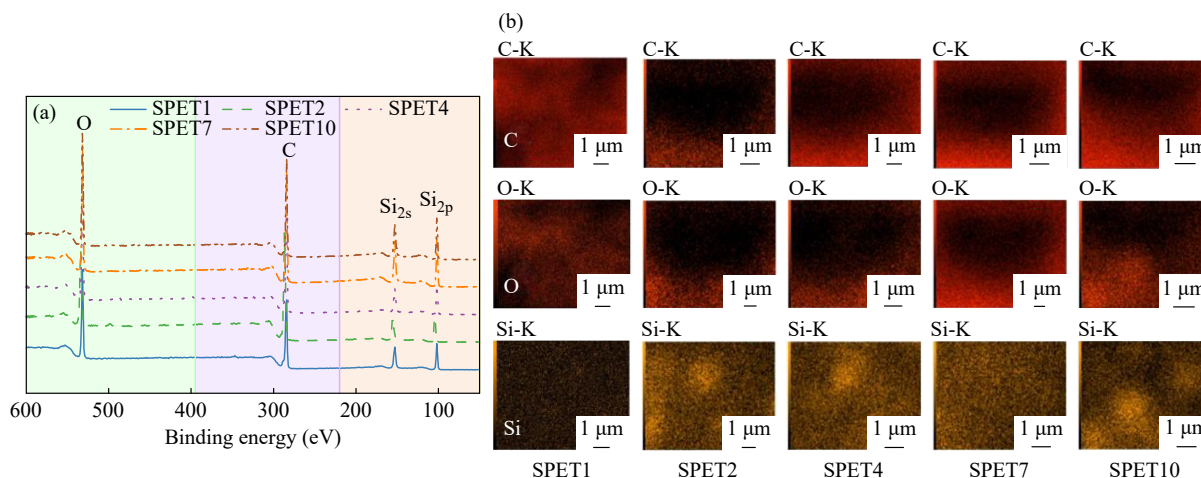 (a)
SPET1 SPET2 SPET4
SPET7 SPET10
O
C
Si2s
Si2p
600 500 400 300 200 100
Binding energy (eV)
(b)
C-K C-K C-K C-K C-K
C
1 μm 1 μm 1 μm 1 μm 1 μm
O-K O-K O-K O-K O-K
O
1 μm 1 μm 1 μm 1 μm 1 μm
Si-K Si-K Si-K Si-K Si-K
Si
1 μm 1 μm 1 μm 1 μm 1 μm
SPET1 SPET2 SPET4 SPET7 SPET10